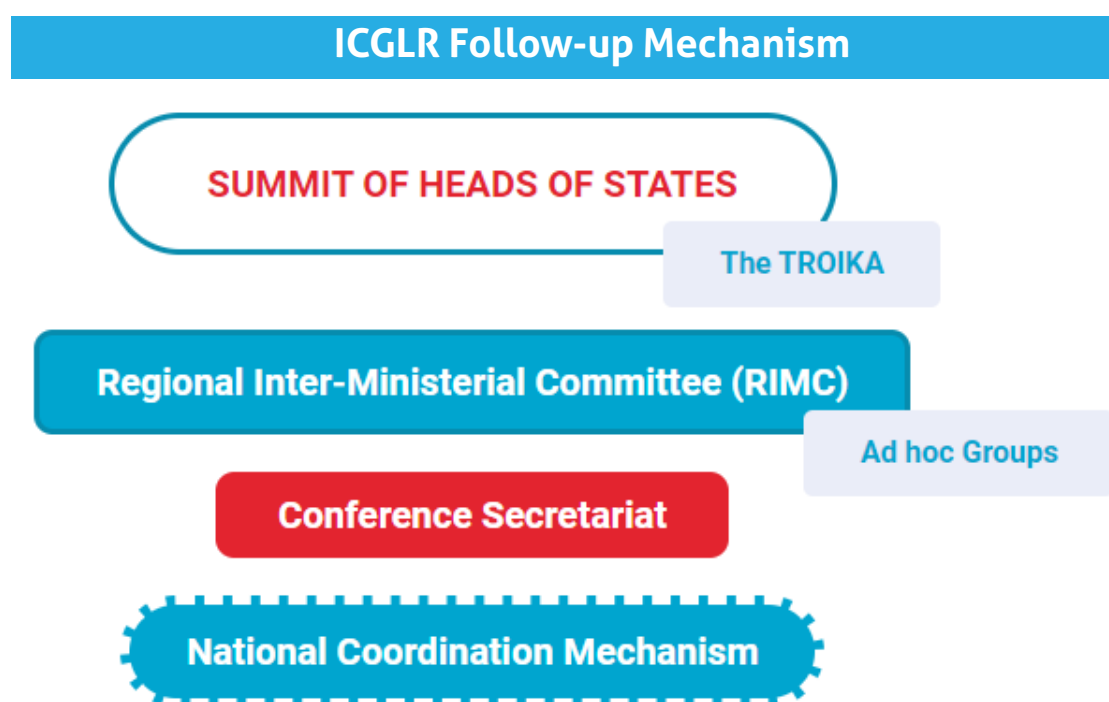 ICGLR Follow-up Mechanism
SUMMIT OF HEADS OF STATES
The TROIKA
Regional Inter-Ministerial Committee (RIMC)
Ad hoc Groups
Conference Secretariat
National Coordination Mechanism